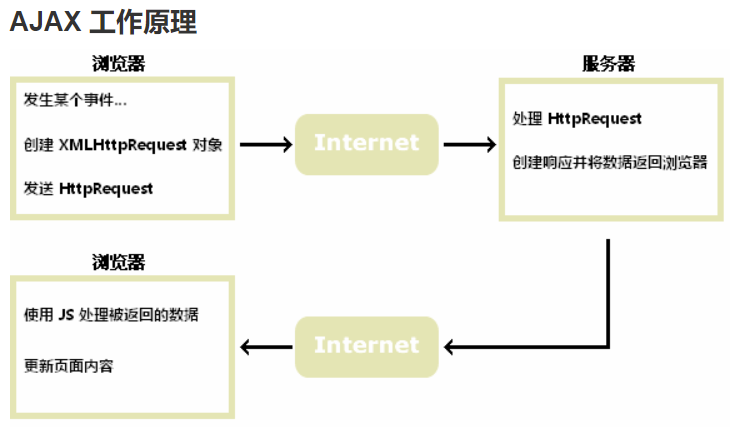 AJAX 工作原理
浏览器
发生某个事件...
创建 XMLHttpRequest 对象
发送 HttpRequest
Internet
服务器
处理 HttpRequest
创建响应并将数据返回浏览器
浏览器
使用 JS 处理被返回的数据
更新页面内容
Internet